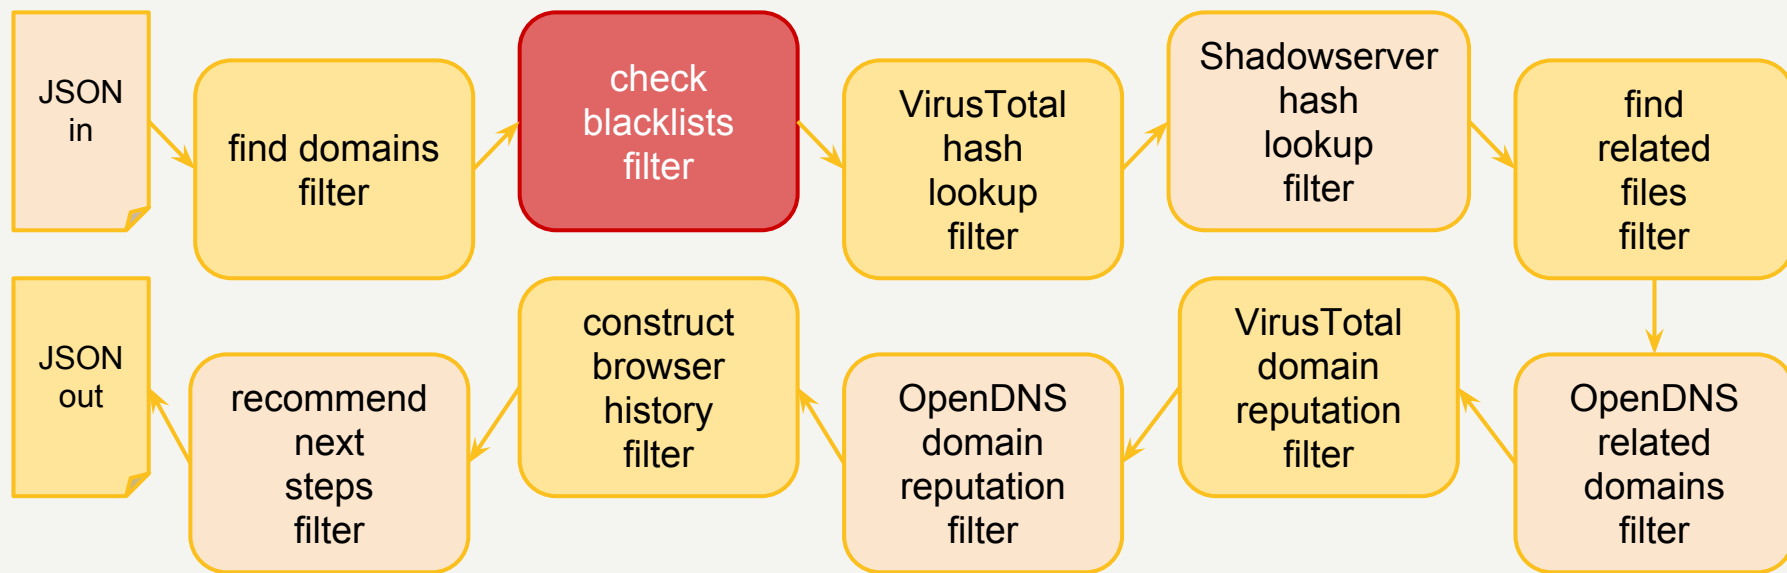 JSON
in
find domains
filter
check
blacklists
filter
VirusTotal
hash
lookup
filter
Shadowserver
hash
lookup
filter
find
related
files
filter
OpenDNS
related
domains
filter
VirusTotal
domain
reputation
filter
OpenDNS
domain
reputation
filter
construct
browser
history
filter
recommend
next
steps
filter
JSON
out